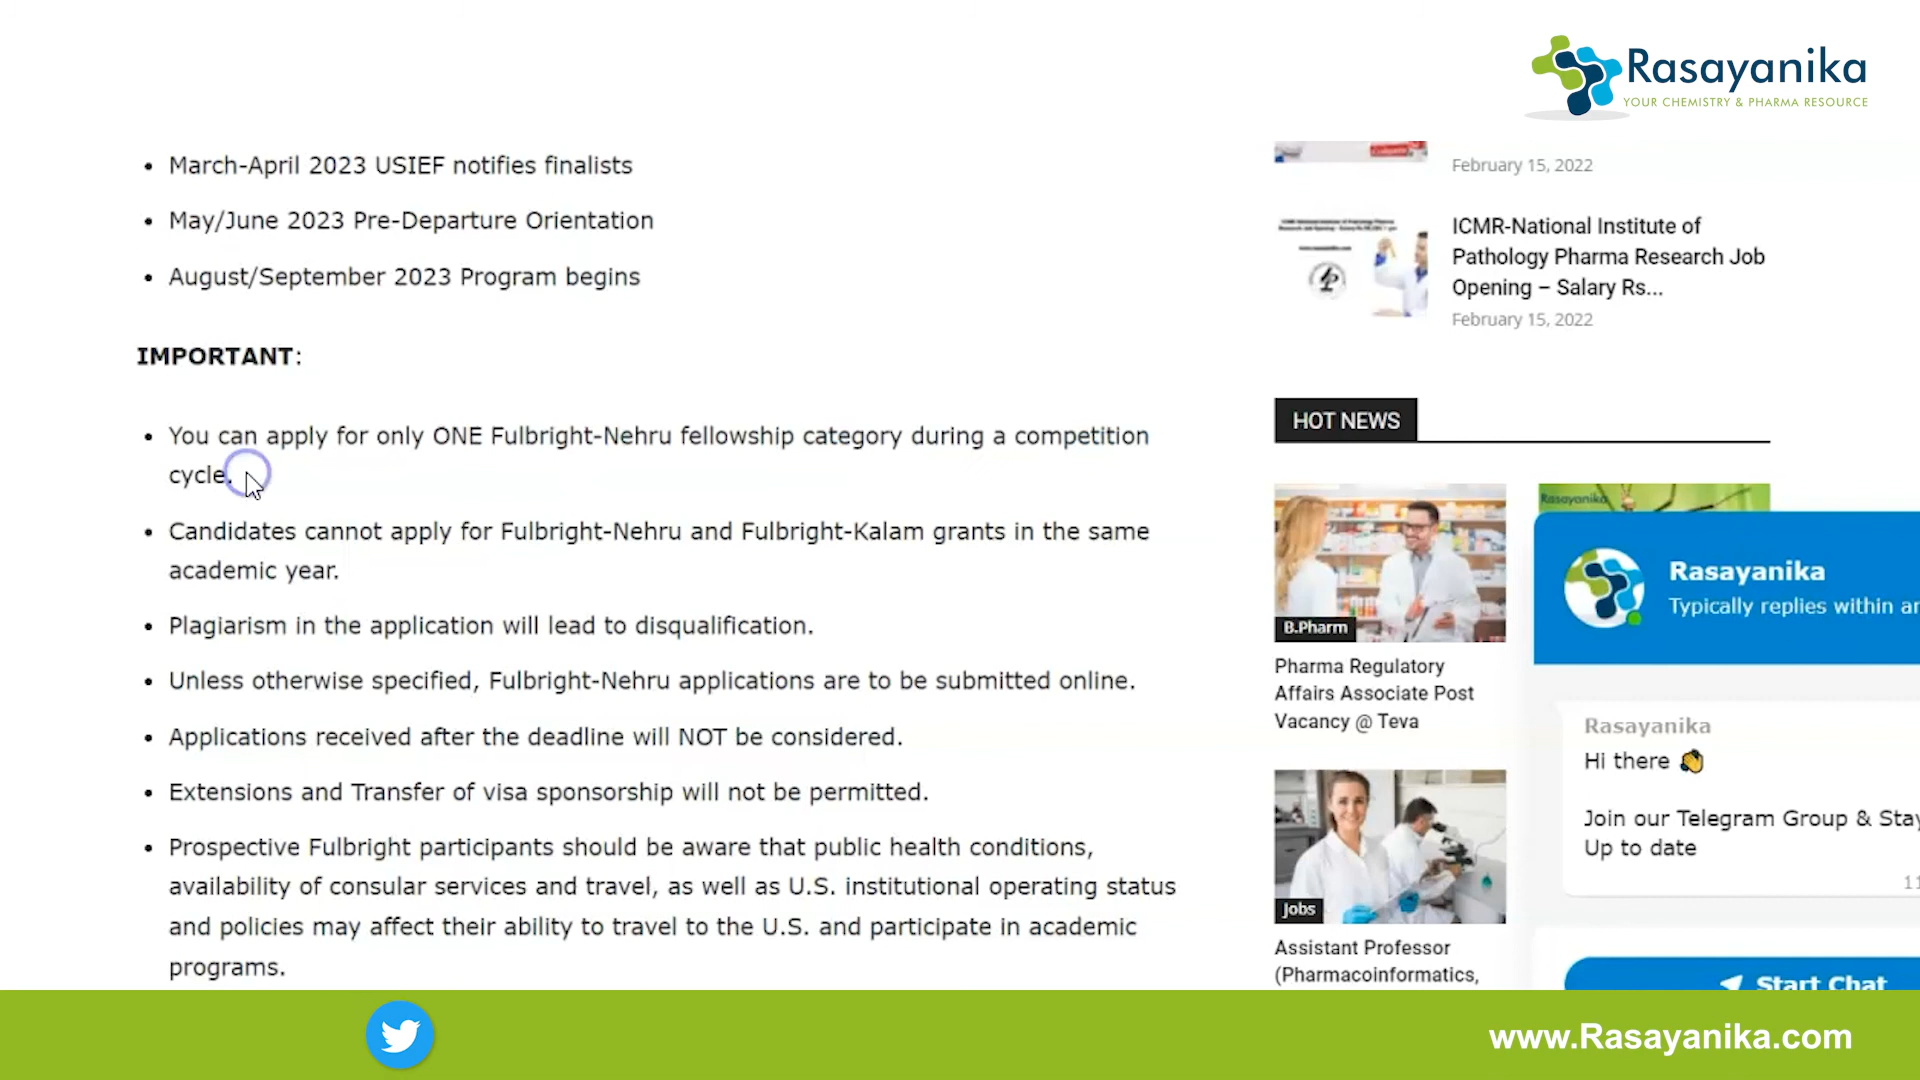 Rasayanika
YOUR CHEMISTRY & PHARMA RESOURCE
• March-April 2023 USIEF notifies finalists
• May/June 2023 Pre-Departure Orientation
• August/September 2023 Program begins
IMPORTANT:
• You can apply for only ONE Fulbright-Nehru fellowship category during a competition
cycle.
• Candidates cannot apply for Fulbright-Nehru and Fulbright-Kalam grants in the same
academic year.
• Plagiarism in the application will lead to disqualification.
• Unless otherwise specified, Fulbright-Nehru applications are to be submitted online.
• Applications received after the deadline will NOT be considered.
• Extensions and Transfer of visa sponsorship will not be permitted.
• Prospective Fulbright participants should be aware that public health conditions,
availability of consular services and travel, as well as U.S. institutional operating status
and policies may affect their ability to travel to the U.S. and participate in academic
programs.
February 15, 2022
ICMR-National Institute of
Pathology Pharma Research Job
Opening – Salary Rs...
February 15, 2022
HOT NEWS
B.Pharm
Pharma Regulatory
Affairs Associate Post
Vacancy @ Teva
Jobs
Assistant Professor
(Pharmacoinformatics,
Rasayanika
Rasayanika
Typically replies within
Rasayanika
Hi there 👋
Join our Telegram Group & Stay
Up to date
Start Chat
www.Rasayanika.com